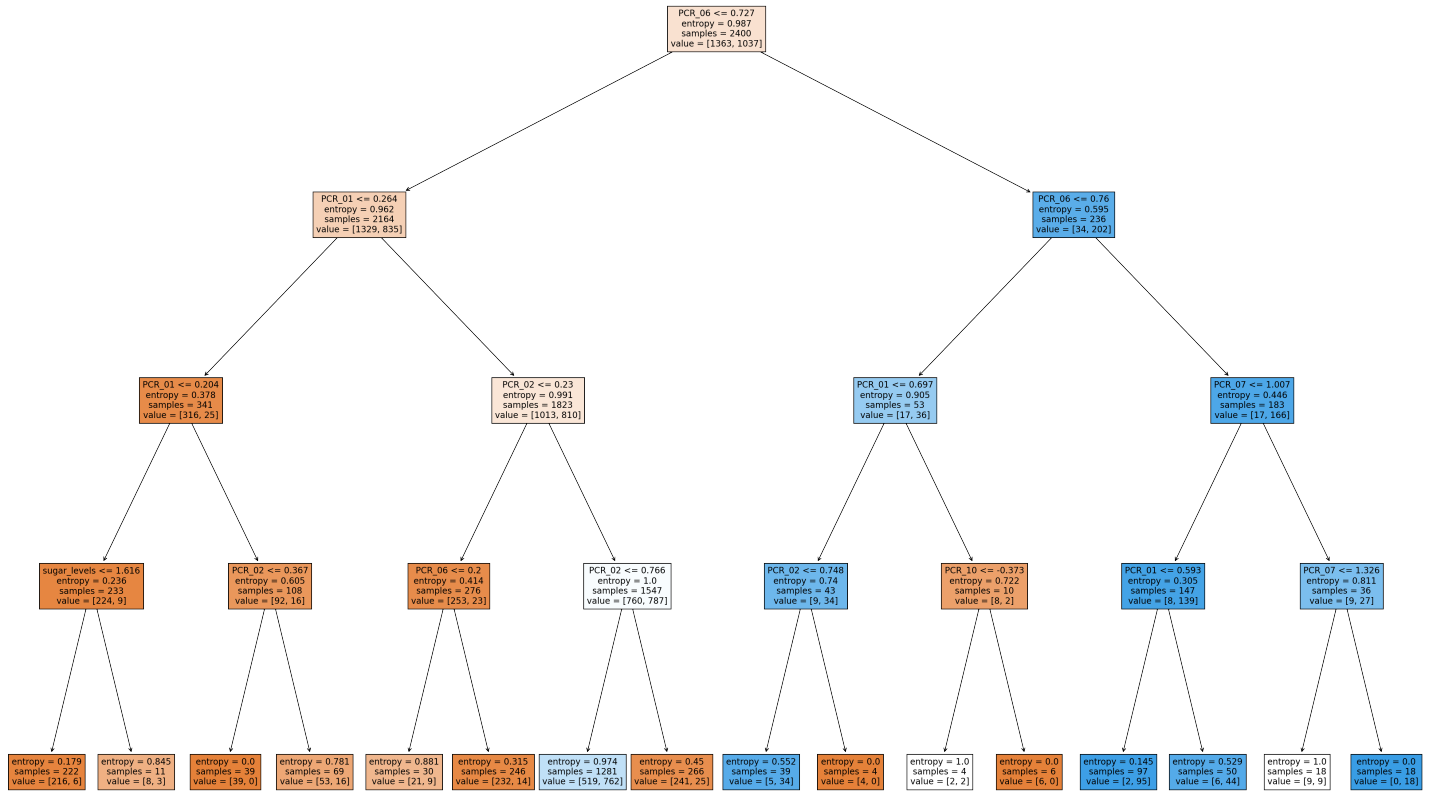 PCR_06 <= 0.727
entropy = 0.987
samples = 2400
value = [1363, 1037]
PCR_01 <= 0.264
entropy = 0.962
samples = 2164
value = [1329, 835]
PCR_06 <= 0.76
entropy = 0.595
samples = 236
value = [34, 202]
PCR_01 <= 0.204
entropy = 0.378
samples = 341
value = [316, 25]
PCR_02 <= 0.23
entropy = 0.991
samples = 1823
value = [1013, 810]
PCR_01 <= 0.697
entropy = 0.905
samples = 53
value = [17, 36]
PCR_07 <= 1.007
entropy = 0.446
samples = 183
value = [17, 166]
sugar_levels <= 1.616
entropy = 0.236
samples = 233
value = [224, 9]
PCR_02 <= 0.367
entropy = 0.605
samples = 108
value = [92, 16]
PCR_06 <= 0.2
entropy = 0.414
samples = 276
value = [253, 23]
PCR_02 <= 0.766
entropy = 1.0
samples = 1547
value = [760, 787]
PCR_02 <= 0.748
entropy = 0.74
samples = 43
value = [9, 34]
PCR_10 <= -0.373
entropy = 0.722
samples = 10
value = [8, 2]
PCR_01 <= 0.593
entropy = 0.305
samples = 147
value = [8, 139]
PCR_07 <= 1.326
entropy = 0.811
samples = 36
value = [9, 27]
entropy = 0.179
samples = 222
value = [216, 6]
entropy = 0.845
samples = 11
value = [8, 3]
entropy = 0.0
samples = 39
value = [39, 0]
entropy = 0.781
samples = 69
value = [53, 16]
entropy = 0.881
samples = 30
value = [21, 9]
entropy = 0.315
samples = 246
value = [232, 14]
entropy = 0.974
samples = 1281
value = [519, 762]
entropy = 0.45
samples = 266
value = [241, 25]
entropy = 0.552
samples = 39
value = [5, 34]
entropy = 0.0
samples = 4
value = [4, 0]
entropy = 1.0
samples = 4
value = [2, 2]
entropy = 0.0
samples = 6
value = [6, 0]
entropy = 0.145
samples = 97
value = [2, 95]
entropy = 0.529
samples = 50
value = [6, 44]
entropy = 1.0
samples = 18
value = [9, 9]
entropy = 0.0
samples = 18
value = [0, 18]